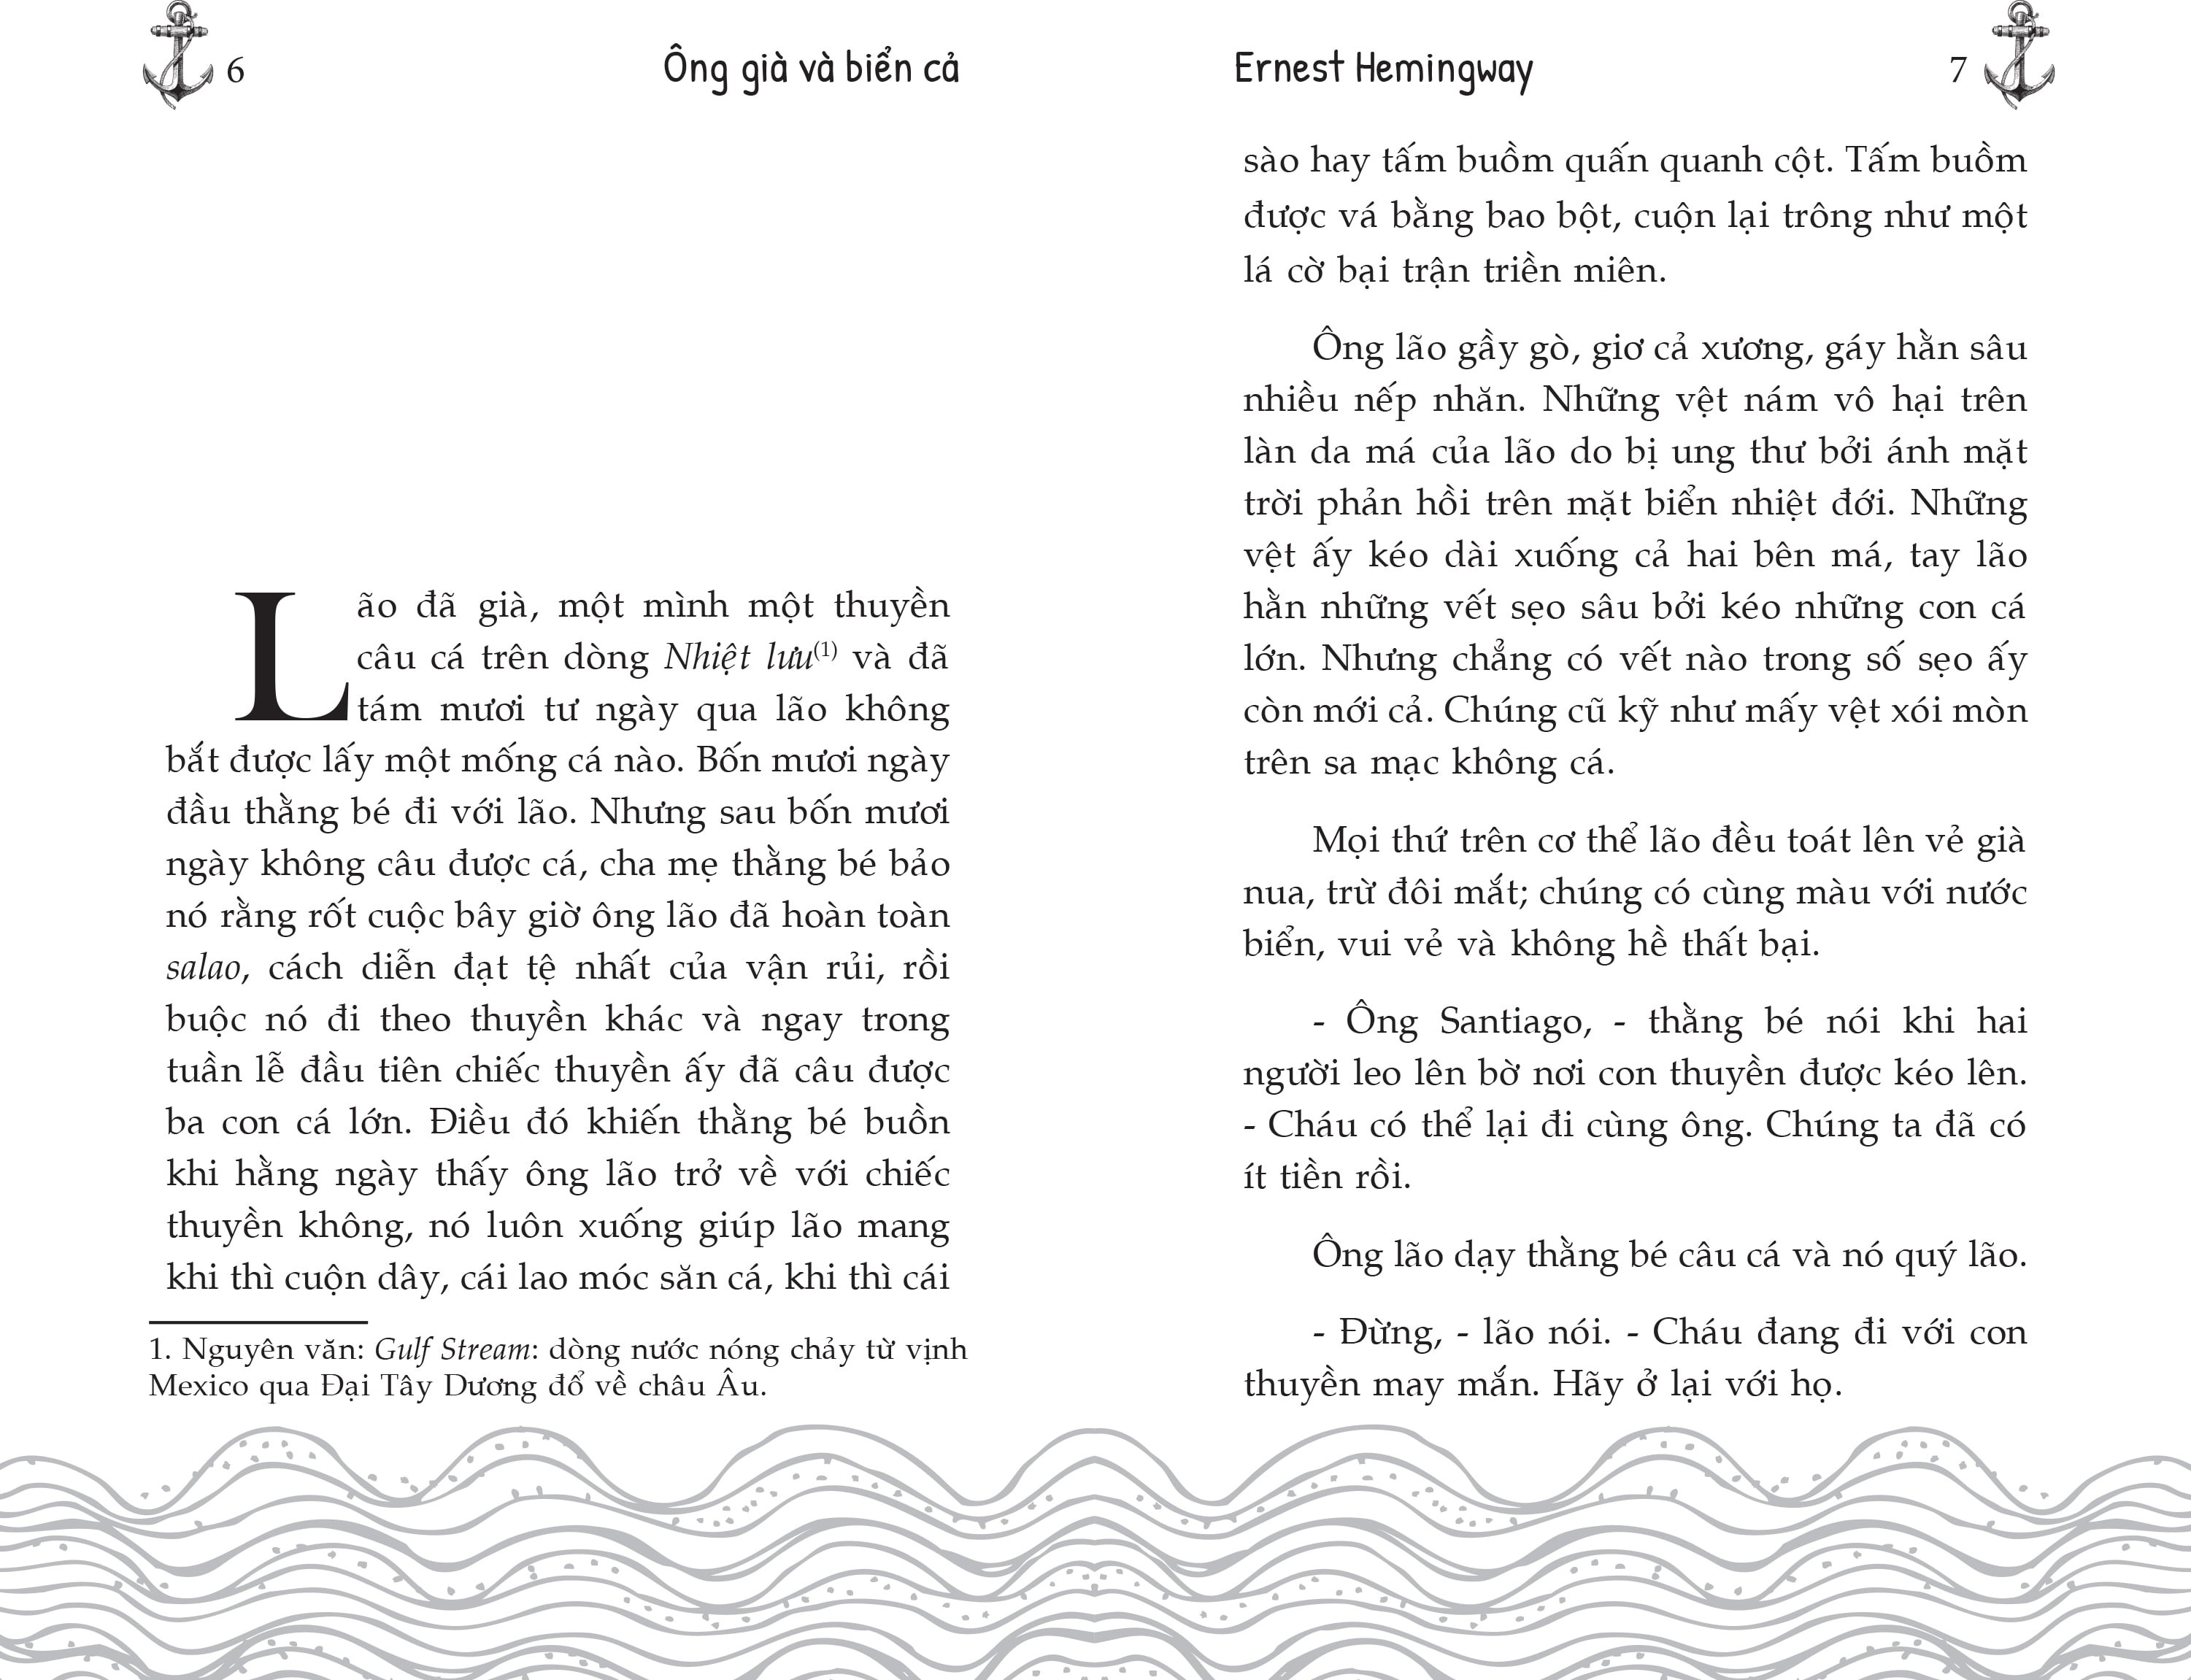 6
Ông già và biển cả
Lão đã già, một mình một thuyền
câu cá trên dòng Nhiệt lưu(1) và đã
tám mươi tư ngày qua lão không
bắt được lấy một mống cá nào. Bốn mươi ngày
đầu thằng bé đi với lão. Nhưng sau bốn mươi
ngày không câu được cá, cha mẹ thằng bé bảo
nó rằng rốt cuộc bây giờ ông lão đã hoàn toàn
salao, cách diễn đạt tệ nhất của vận rủi, rồi
buộc nó đi theo thuyền khác và ngay trong
tuần lễ đầu tiên chiếc thuyền ấy đã câu được
ba con cá lớn. Điều đó khiến thằng bé buồn
khi hằng ngày thấy ông lão trở về với chiếc
thuyền không, nó luôn xuống giúp lão mang
khi thì cuộn dây, cái lao móc săn cá, khi thì cái
1. Nguyên văn: Gulf Stream: dòng nước nóng chảy từ vịnh
Mexico qua Đại Tây Dương đổ về châu Âu.
Ernest Hemingway
7
sào hay tấm buồm quấn quanh cột. Tấm buồm
được vá bằng bao bột, cuộn lại trông như một
lá cờ bại trận triền miên.
Ông lão gầy gò, giơ cả xương, gáy hằn sâu
nhiều nếp nhăn. Những vệt nám vô hại trên
làn da má của lão do bị ung thư bởi ánh mặt
trời phản hồi trên mặt biển nhiệt đới. Những
vệt ấy kéo dài xuống cả hai bên má, tay lão
hằn những vết sẹo sâu bởi kéo những con cá
lớn. Nhưng chẳng có vết nào trong số sẹo ấy
còn mới cả. Chúng cũ kỹ như mấy vệt xói mòn
trên sa mạc không cá.
Mọi thứ trên cơ thể lão đều toát lên vẻ già
nua, trừ đôi mắt; chúng có cùng màu với nước
biển, vui vẻ và không hề thất bại.
- Ông Santiago, - thằng bé nói khi hai
người leo lên bờ nơi con thuyền được kéo lên.
- Cháu có thể lại đi cùng ông. Chúng ta đã có
ít tiền rồi.
Ông lão dạy thằng bé câu cá và nó quý lão.
- Đừng, - lão nói. - Cháu đang đi với con
thuyền may mắn. Hãy ở lại với họ.